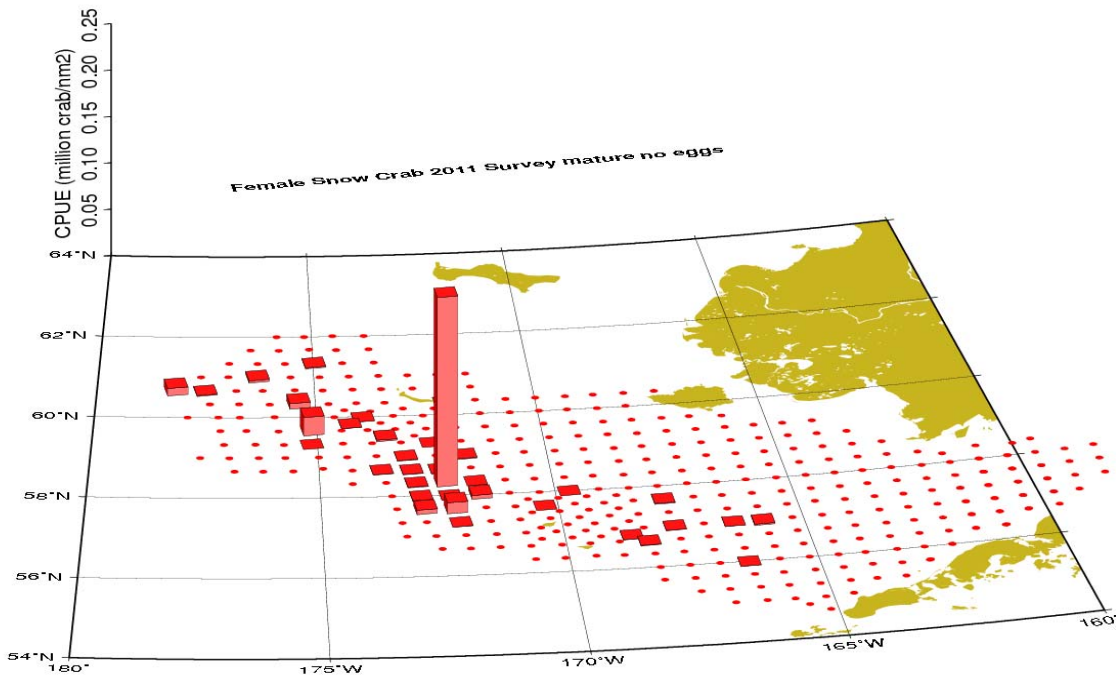 0.25
0.20
0.15
0.10
0.05
CPUE (million crab/nm2)
Female Snow Crab 2011 Survey mature no eggs
64°N
62°N
60°N
58°N
56°N
54°N
180°
175°W
170°W
165°W
160°